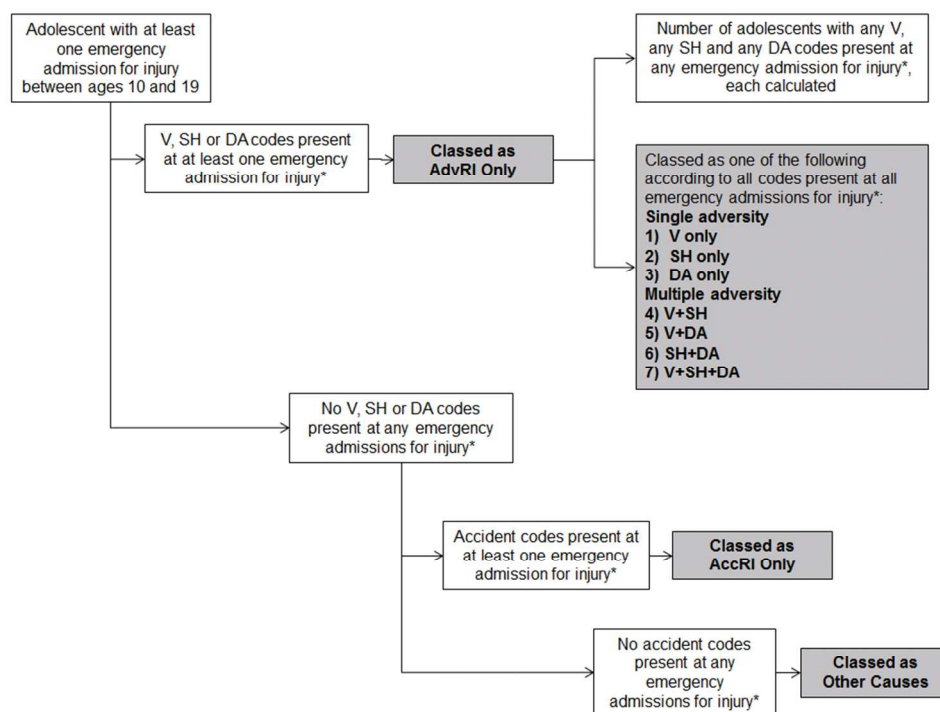 Adolescent with at least
one emergency
admission for injury
between ages 10 and 19
Number of adolescents with any V,
any SH and any DA codes present at
any emergency admission for injury*,
each calculated
V, SH or DA codes present
at at least one emergency
admission for injury*
Classed as
AdvRI Only
Classed as one of the following
according to all codes present at all
emergency admissions for injury*:
Single adversity
1) V only
2) SH only
3) DA only
Multiple adversity
4) V+SH
5) V+DA
6) SH+DA
7) V+SH+DA
No V, SH or DA codes
present at any emergency
admissions for injury*
Accident codes present at
at least one emergency
admission for injury*
Classed as
AccRI Only
No accident codes
present at any
emergency
admissions for injury*
Classed as
Other Causes